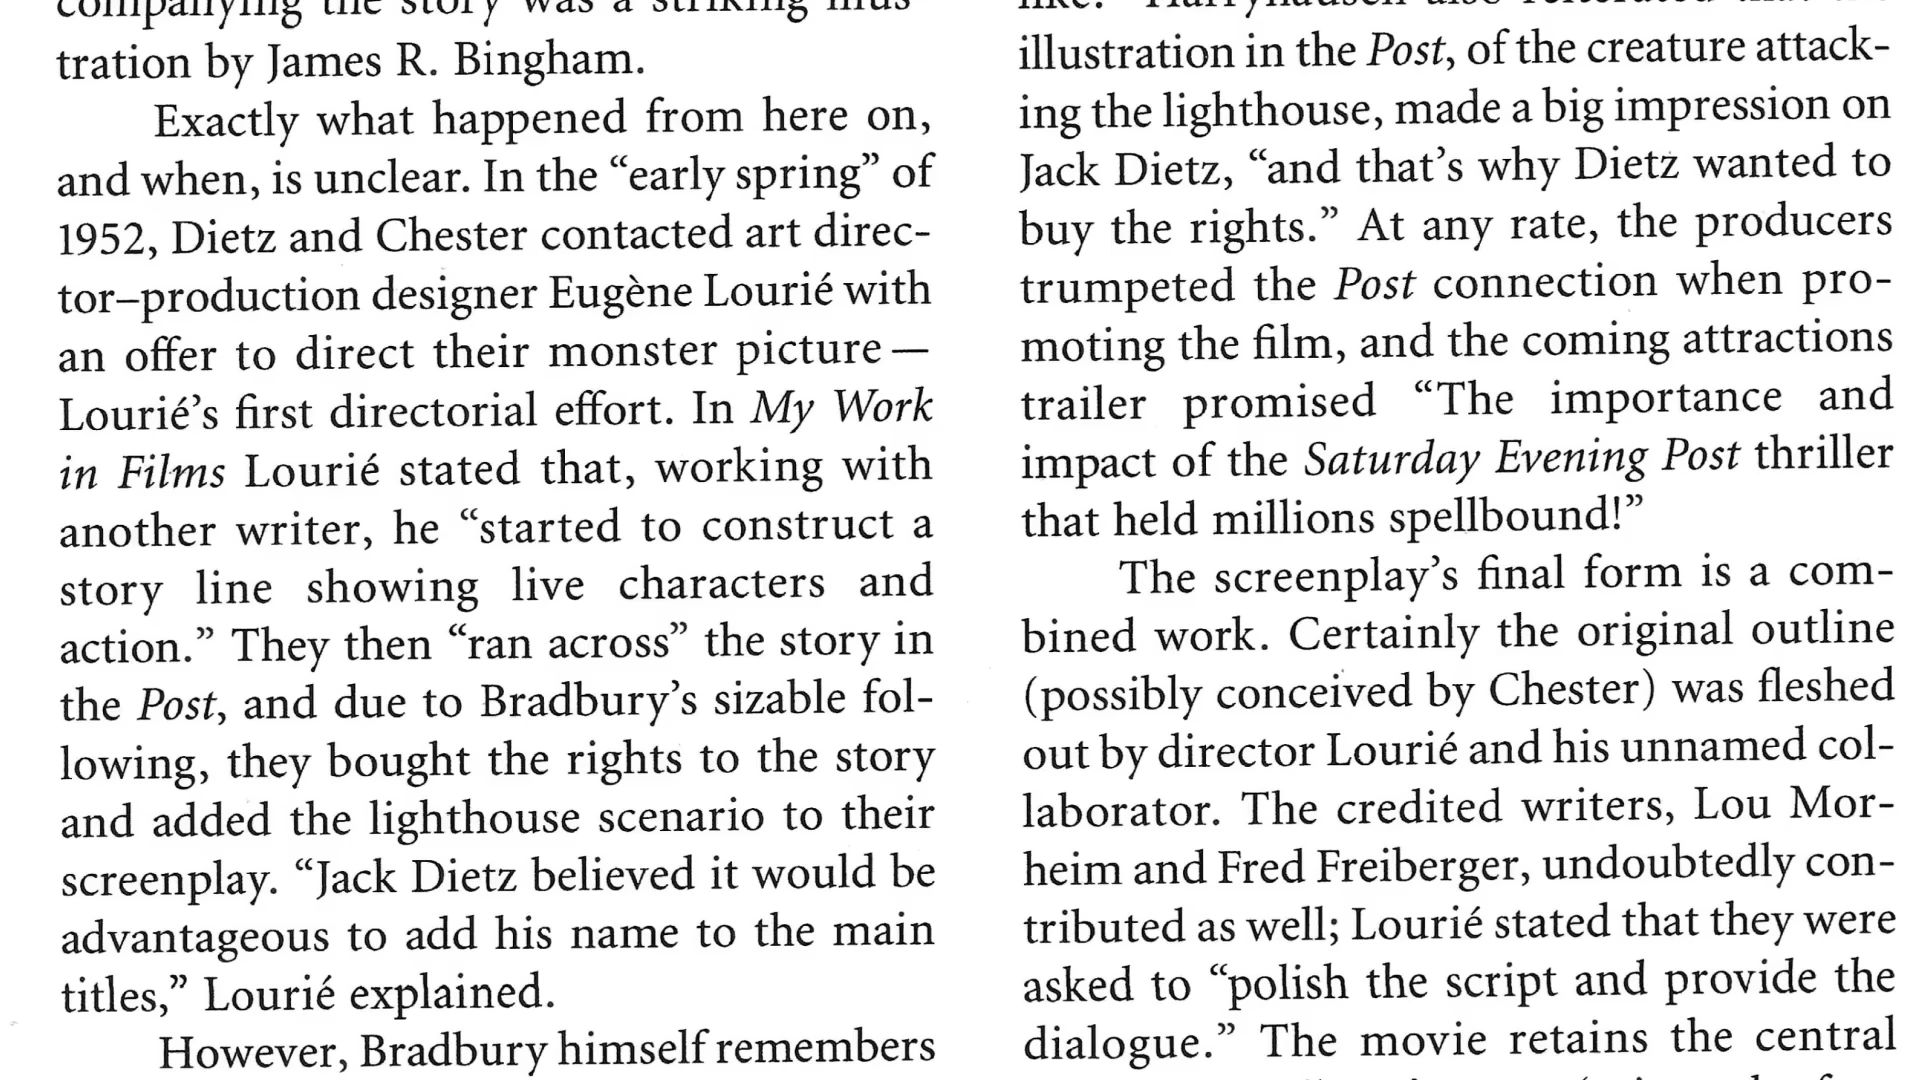 companying the story was a striking illus-
tration by James R. Bingham.
Exactly what happened from here on,
and when, is unclear. In the “early spring” of
1952, Dietz and Chester contacted art direc-
tor–production designer Eugène Lourié with
an offer to direct their monster picture —
Lourié’s first directorial effort. In My Work
in Films Lourié stated that, working with
another writer, he “started to construct a
story line showing live characters and
action.” They then “ran across” the story in
the Post, and due to Bradbury’s sizable fol-
lowing, they bought the rights to the story
and added the lighthouse scenario to their
screenplay. “Jack Dietz believed it would be
advantageous to add his name to the main
titles,” Lourié explained.
However, Bradbury himself remembers
like.” Harryhausen also reiterated that the
illustration in the Post, of the creature attack-
ing the lighthouse, made a big impression on
Jack Dietz, “and that’s why Dietz wanted to
buy the rights.” At any rate, the producers
trumpeted the Post connection when pro-
moting the film, and the coming attractions
trailer promised “The importance and
impact of the Saturday Evening Post thriller
that held millions spellbound!”
The screenplay’s final form is a com-
bined work. Certainly the original outline
(possibly conceived by Chester) was fleshed
out by director Lourié and his unnamed col-
laborator. The credited writers, Lou Mor-
heim and Fred Freiberger, undoubtedly con-
tributed as well; Lourié stated that they were
asked to “polish the script and provide the
dialogue.” The movie retains the central